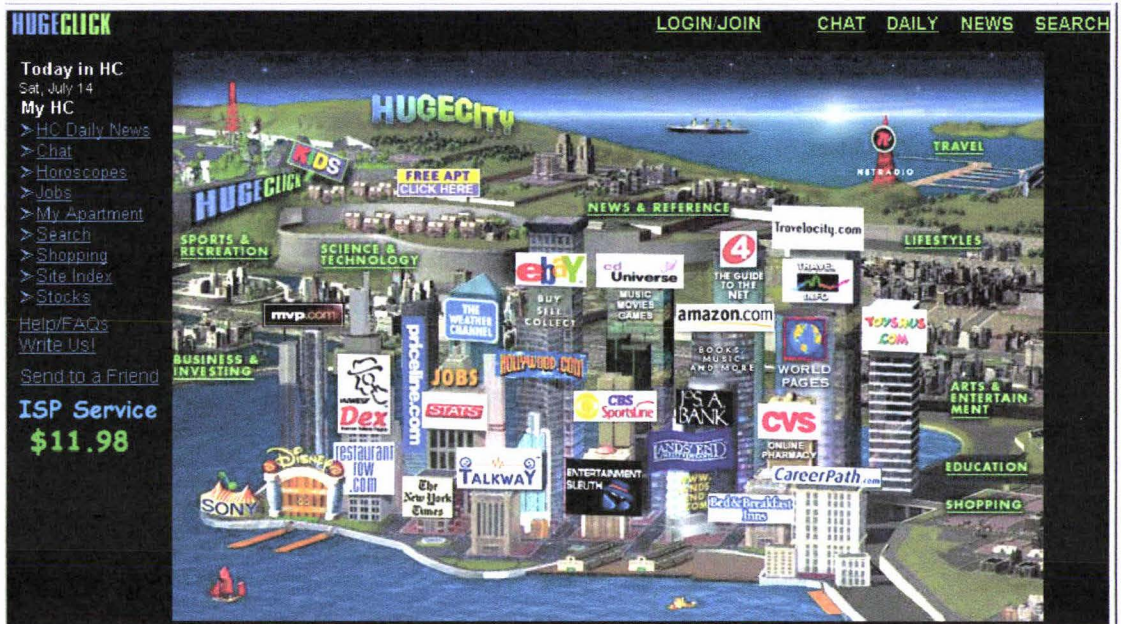 HUGECLICK
LOGIN/JOIN CHAT DAILY NEWS SEARCH
Today in HC
Sat, July 14
My HC
HC Daily News
Chat
Horoscopes
Jobs
My Apartment
Search
Shopping
Site Index
Stocks
Help/FAQs
Write Us!
Send to a Friend
ISP Service
$11.98
HUGECITY
KIDS
HUGECLICK
FREE APT
CLICK HERE
NETRADIO
TRAVEL
NEWS & REFERENCE
SPORTS &
RECREATION
SCIENCE &
TECHNOLOGY
LIFESTYLES
Travelocity.com
4
THE GUIDE
TO THE
NET
TRAVEL
INFO
ebay
BUY
SELL
COLLECT
cd
Universe
MUSIC
MOVIES
GAMES
mvp.com
THE
WEATHER
CHANNEL
priceline.com
amazon.com
BOOKS,
MUSIC
AND MORE
WORLD
PAGES
TOYSRUS
.COM
BUSINESS &
INVESTING
Dex
JOBS
HOLLYWOOD.COM
STATS
CBS
SportsLine
JOS. A.
BANK
CVS
ONLINE
PHARMACY
ARTS &
ENTERTAIN-
MENT
DISNEY
SONY
restaurant
row
.com
The
New York
Times
TALKWAY
ENTERTAINMENT
SLEUTH
LANDS' END
WWW.
LANDS
END
.COM
Bed & Breakfast
Inns
CareerPath.com
EDUCATION
SHOPPING